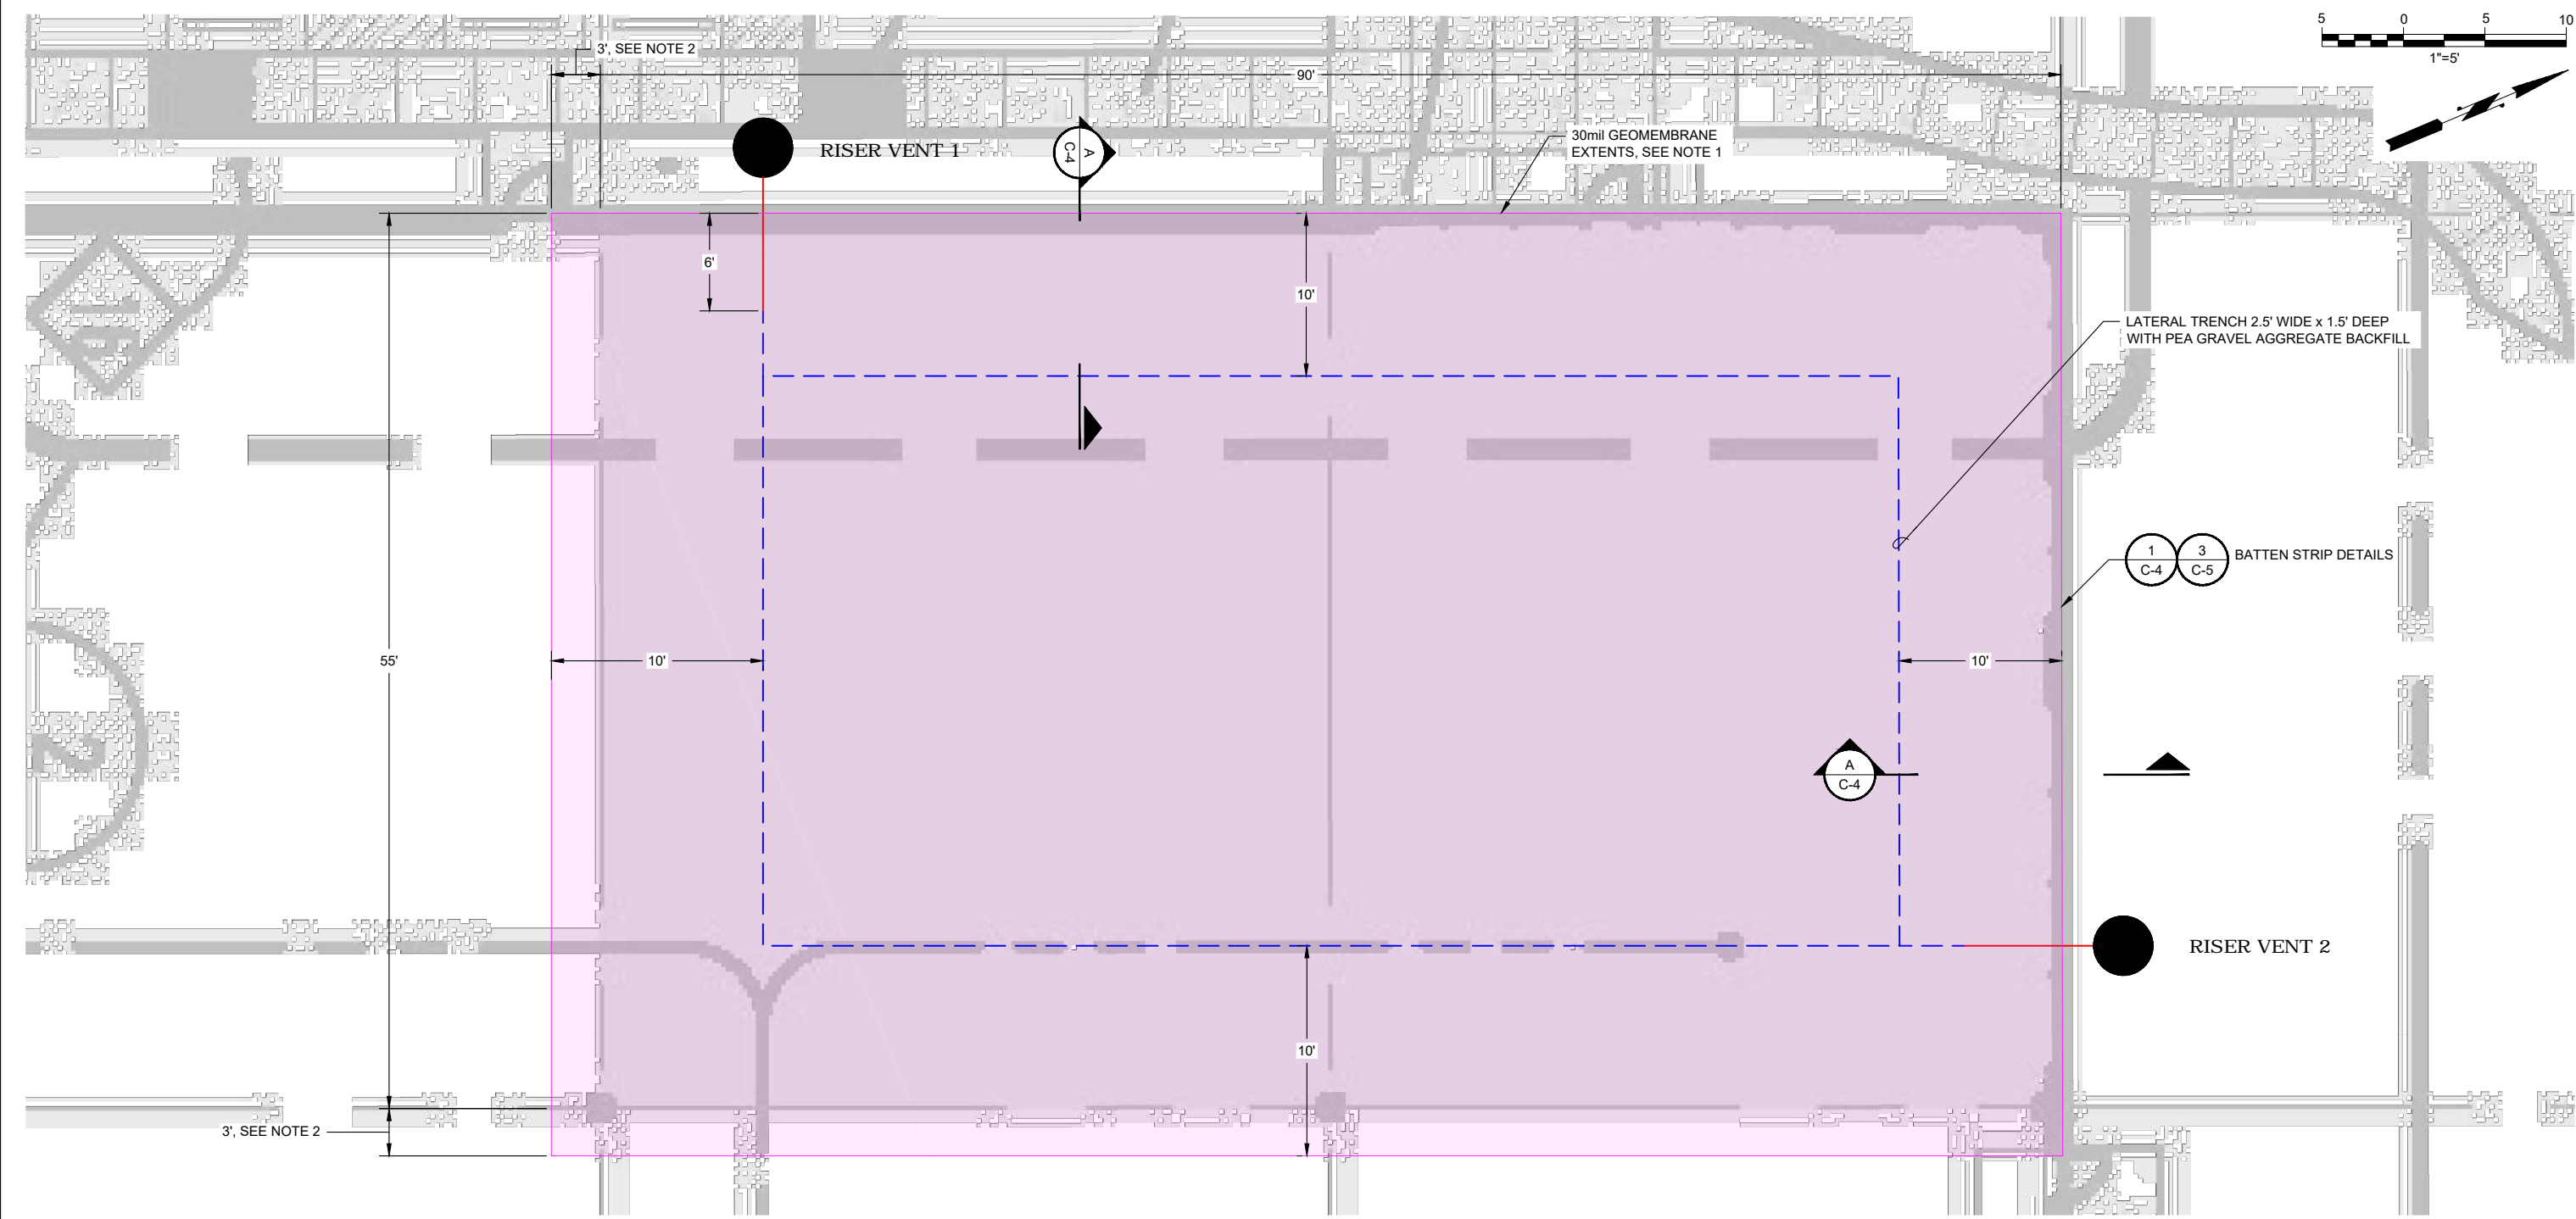 5 0 5 10
1"=5'
3', SEE NOTE 2
90'
30mil GEOMEMBRANE
EXTENTS, SEE NOTE 1
RISER VENT 1
A
C-4
6'
10'
LATERAL TRENCH 2.5' WIDE x 1.5' DEEP
WITH PEA GRAVEL AGGREGATE BACKFILL
1
C-4
3
C-5
BATTEN STRIP DETAILS
55'
10'
10'
2
A
C-4
RISER VENT 2
10'
3', SEE NOTE 2